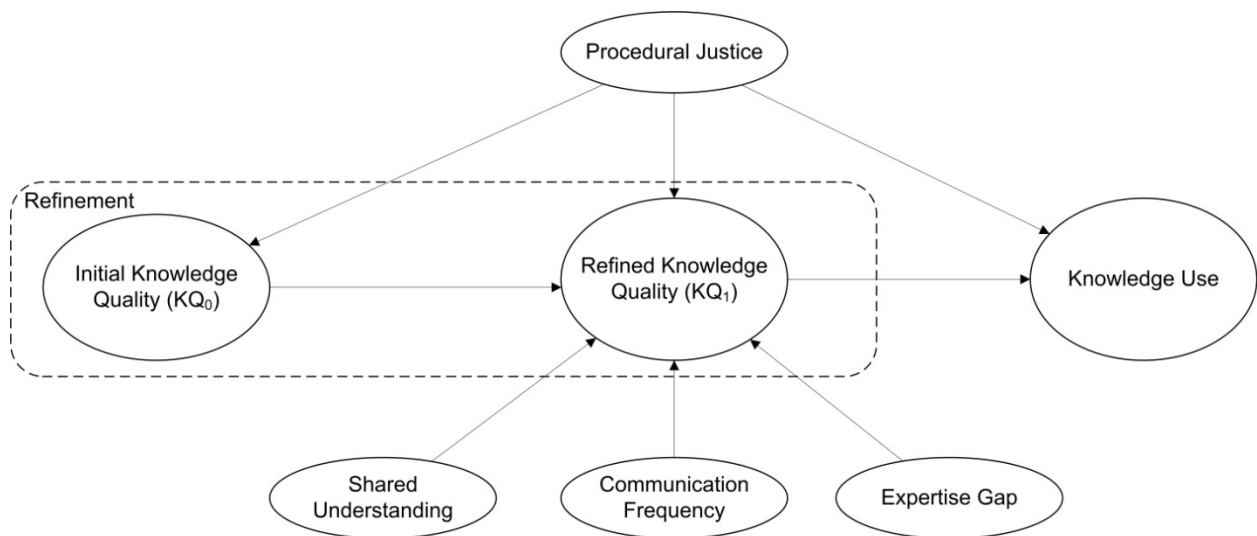 Procedural Justice
Refinement
Initial Knowledge
Quality (KQ₀)
Refined Knowledge
Quality (KQ₁)
Knowledge Use
Shared
Understanding
Communication
Frequency
Expertise Gap